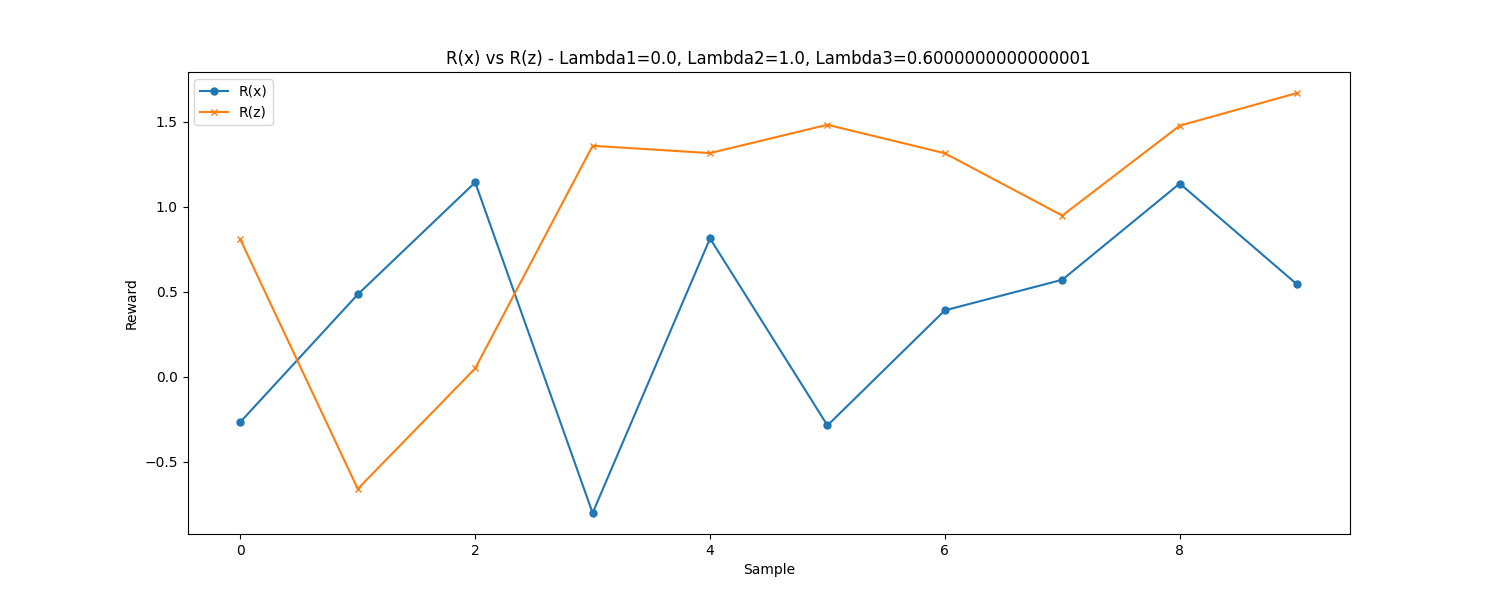 R(x) vs R(z) - Lambda1=0.0, Lambda2=1.0, Lambda3=0.6000000000000001
R(x)
R(z)
1.5
1.0
0.5
0.0
−0.5
Reward
0 2 4 6 8
Sample